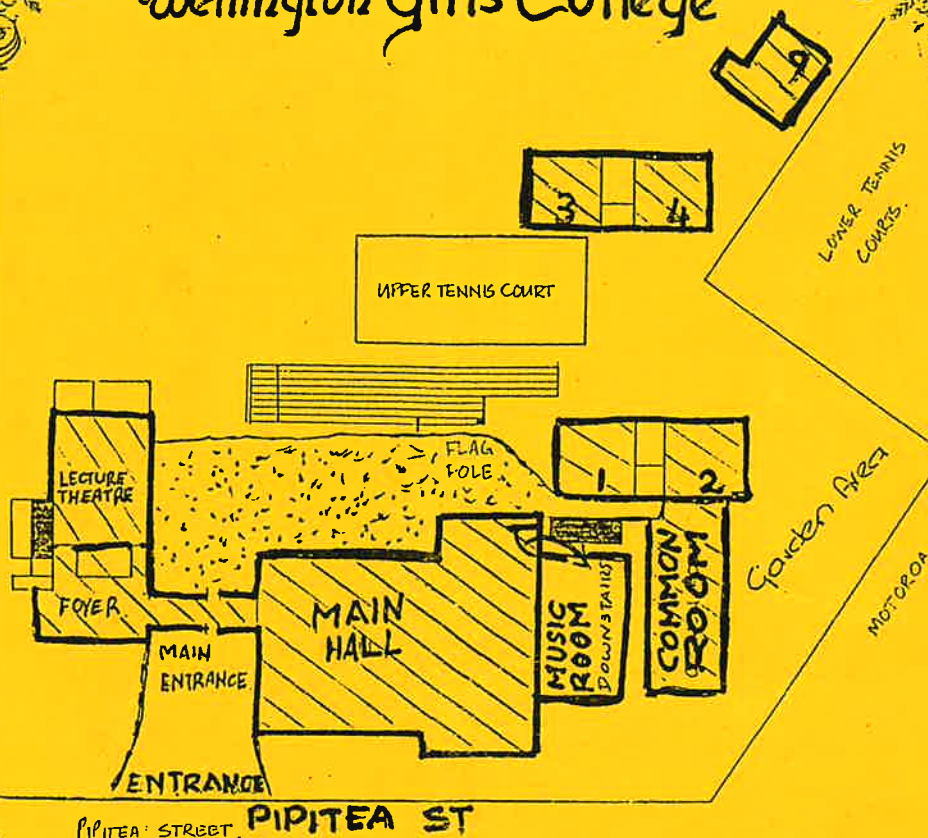 Wellington Girls College
9
LOWER TENNIS
COURTS.
3
4
UPPER TENNIS COURT
FLAG
POLE
1
2
LECTURE
THEATRE
Garden Area
FOYER
MAIN
HALL
MUSIC
ROOM
DOWNSTAIRS
COMMON
ROOM
MOTOROA
MAIN
ENTRANCE
ENTRANCE
PIPITEA STREET.
PIPITEA ST